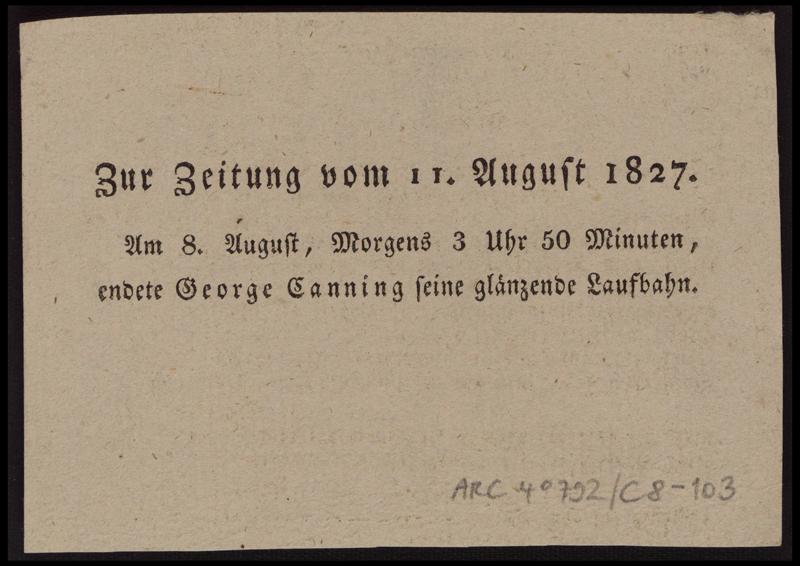 Zur Zeitung vom 11. August 1827.
Am 8. August, Morgens 3 Uhr 50 Minuten,
endete George Canning seine glänzende Laufbahn.
ARC 4° 792/C8-103